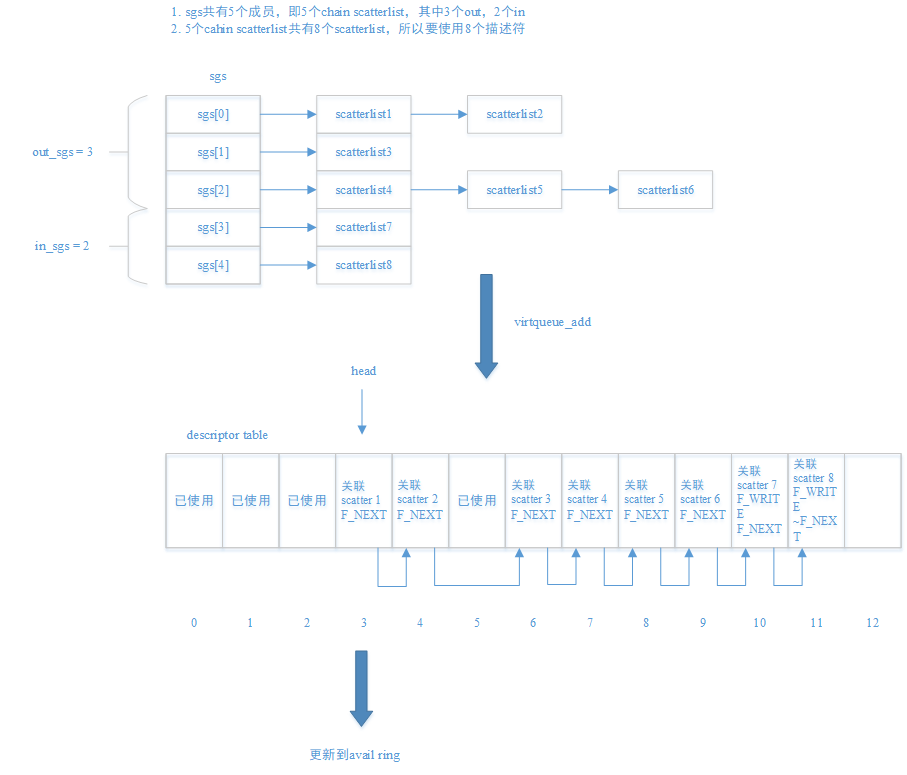 1. sgs共有5个成员，即5个chain scatterlist，其中3个out，2个in
2. 5个cahin scatterlist共有8个scatterlist，所以要使用8个描述符
sgs
sgs[0]
scatterlist1
scatterlist2
out_sgs = 3
sgs[1]
scatterlist3
sgs[2]
scatterlist4
scatterlist5
scatterlist6
in_sgs = 2
sgs[3]
scatterlist7
sgs[4]
scatterlist8
virtqueue_add
head
descriptor table
已使用
已使用
已使用
关联
scatter 1
F_NEXT
关联
scatter 2
F_NEXT
已使用
关联
scatter 3
F_NEXT
关联
scatter 4
F_NEXT
关联
scatter 5
F_NEXT
关联
scatter 6
F_NEXT
关联
scatter 7
F_WRIT
E
F_NEXT
关联
scatter 8
F_WRIT
E
~F_NEX
T
0 1 2 3 4 5 6 7 8 9 10 11 12
更新到avail ring